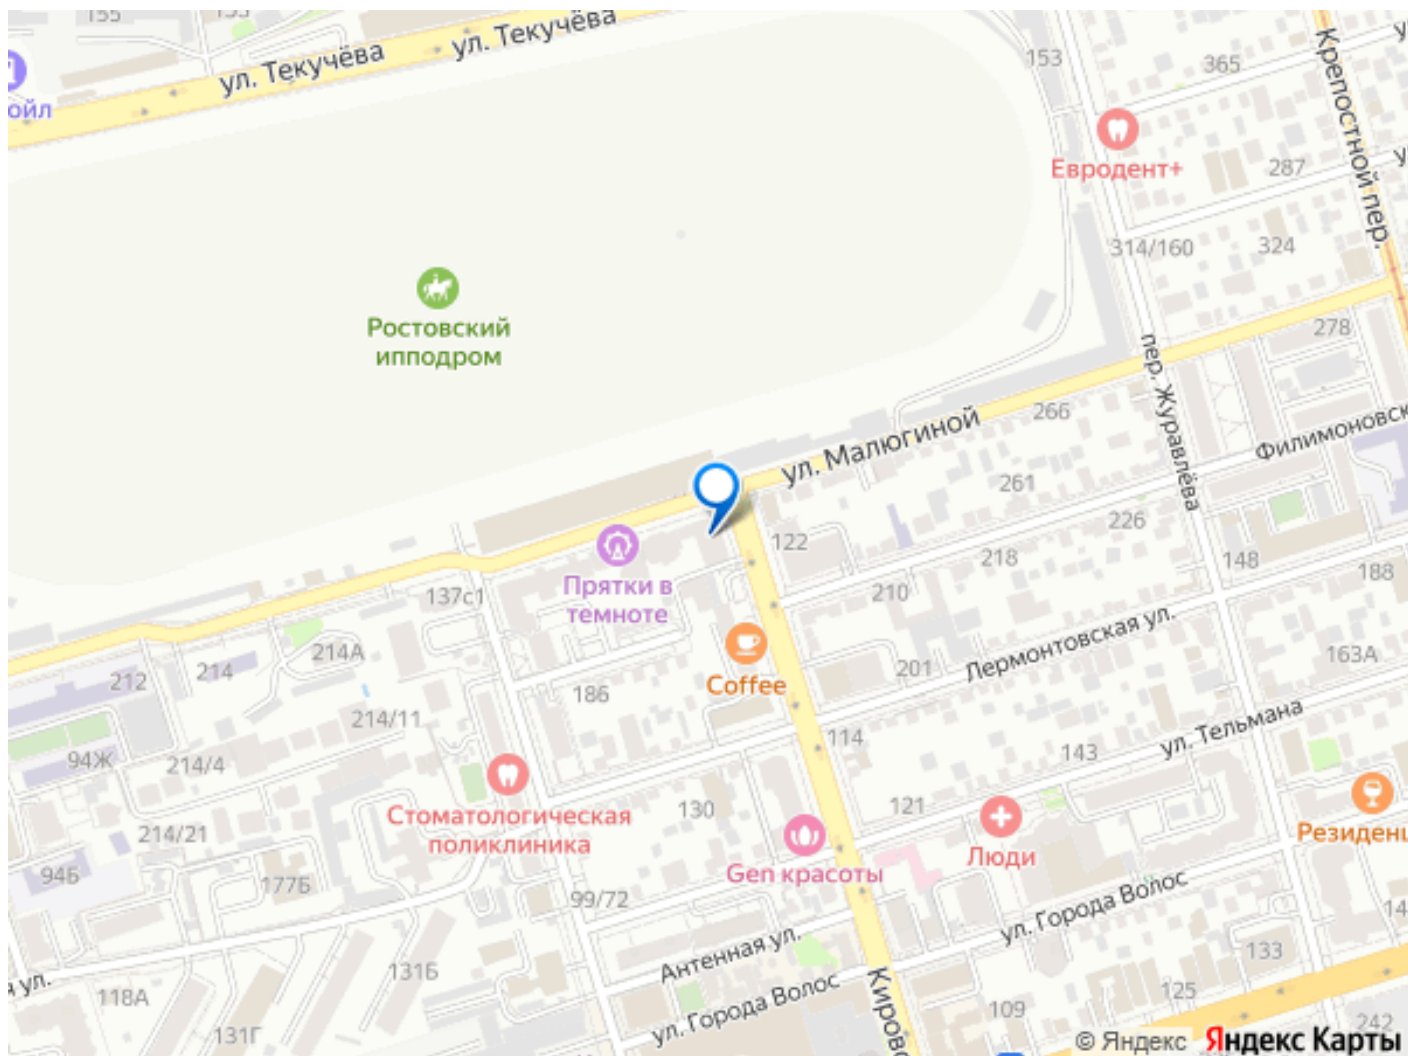 155
ул. Текучёва
ул. Текучёва
ойл
153
365
Крепостной пер.
Евродент+
287
314/160
324
Ростовский
ипподром
278
пер. Журавлёва
266
ул. Малюгиной
Филимоновск
261
226
122
218
148
188
Прятки в
темноте
137с1
210
Лермонтовская ул.
214А
212
214
201
163А
Coffee
186
214/11
ул. Тельмана
114
143
94Ж
214/4
Стоматологическая
поликлиника
130
121
Люди
Резиденц
214/21
Gen красоты
94Б
177Б
99/72
ул. Города Волос
Антенная ул.
133
131Б
я ул.
118А
ул. Города Волос
Кировс
109
125
131Г
242
© Яндекс
Яндекс Карты